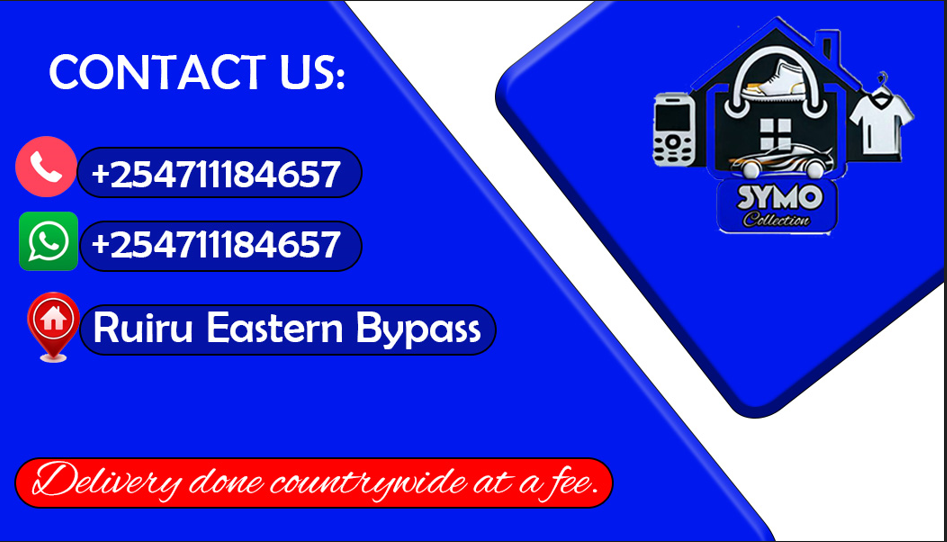 CONTACT US:
+254711184657
+254711184657
Ruiru Eastern Bypass
Delivery done countrywide at a fee.
SYMO
Collection